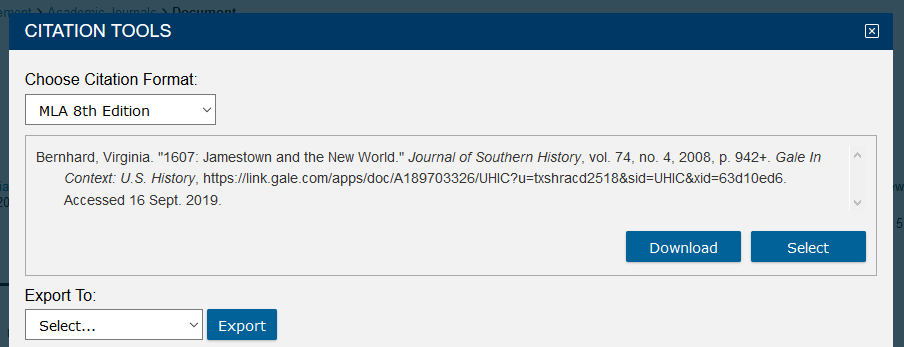 ement > Academic Journals > Document
CITATION TOOLS
Choose Citation Format:
MLA 8th Edition
Bernhard, Virginia. "1607: Jamestown and the New World." Journal of Southern History, vol. 74, no. 4, 2008, p. 942+. Gale In
Context: U.S. History, https://link.gale.com/apps/doc/A189703326/UHIC?u=txshracd2518&sid=UHIC&xid=63d10ed6.
Accessed 16 Sept. 2019.
Download Select
Export To:
Select... Export